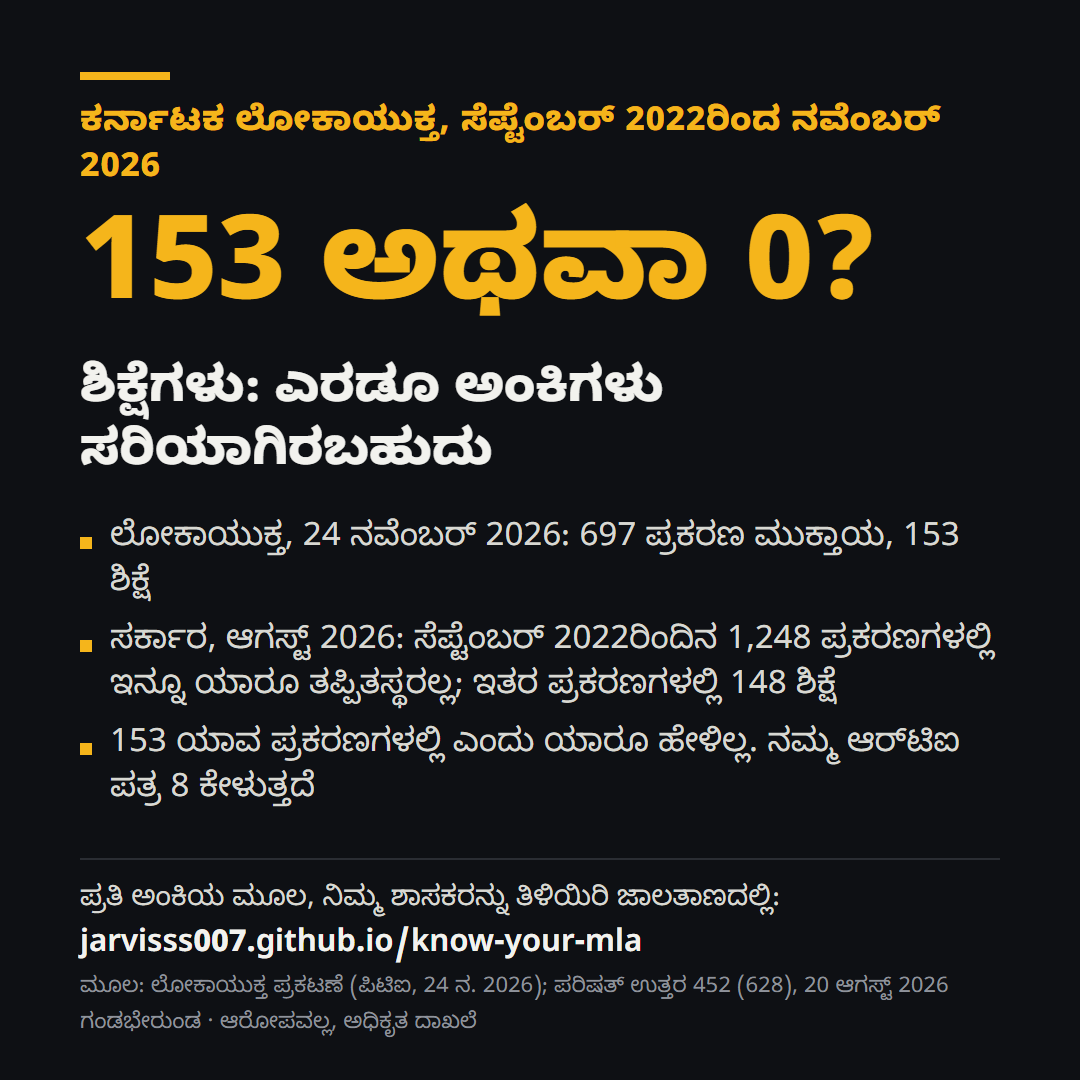 ಕರ್ನಾಟಕ ಲೋಕಾಯುಕ್ತ, ಸೆಪ್ಟೆಂಬರ್ 2022ರಿಂದ ನವೆಂಬರ್
2026
153 ಅಥವಾ 0?
ಶಿಕ್ಷೆಗಳು: ಎರಡೂ ಅಂಕಿಗಳು
ಸರಿಯಾಗಿರಬಹುದು
ಲೋಕಾಯುಕ್ತ, 24 ನವೆಂಬರ್ 2026: 697 ಪ್ರಕರಣ ಮುಕ್ತಾಯ, 153
ಶಿಕ್ಷೆ
ಸರ್ಕಾರ, ಆಗಸ್ಟ್ 2026: ಸೆಪ್ಟೆಂಬರ್ 2022ರಿಂದಿನ 1,248 ಪ್ರಕರಣಗಳಲ್ಲಿ
ಇನ್ನೂ ಯಾರೂ ತಪ್ಪಿತಸ್ಥರಲ್ಲ; ಇತರ ಪ್ರಕರಣಗಳಲ್ಲಿ 148 ಶಿಕ್ಷೆ
153 ಯಾವ ಪ್ರಕರಣಗಳಲ್ಲಿ ಎಂದು ಯಾರೂ ಹೇಳಿಲ್ಲ. ನಮ್ಮ ಆರ್‌ಟಿಐ
ಪತ್ರ 8 ಕೇಳುತ್ತದೆ
ಪ್ರತಿ ಅಂಕಿಯ ಮೂಲ, ನಿಮ್ಮ ಶಾಸಕರನ್ನು ತಿಳಿಯಿರಿ ಜಾಲತಾಣದಲ್ಲಿ:
jarvisss007.github.io/know-your-mla
ಮೂಲ: ಲೋಕಾಯುಕ್ತ ಪ್ರಕಟಣೆ (ಪಿಟಿಐ, 24 ನ. 2026); ಪರಿಷತ್ ಉತ್ತರ 452 (628), 20 ಆಗಸ್ಟ್ 2026
ಗಂಡಭೇರುಂಡ · ಆರೋಪವಲ್ಲ, ಅಧಿಕೃತ ದಾಖಲೆ